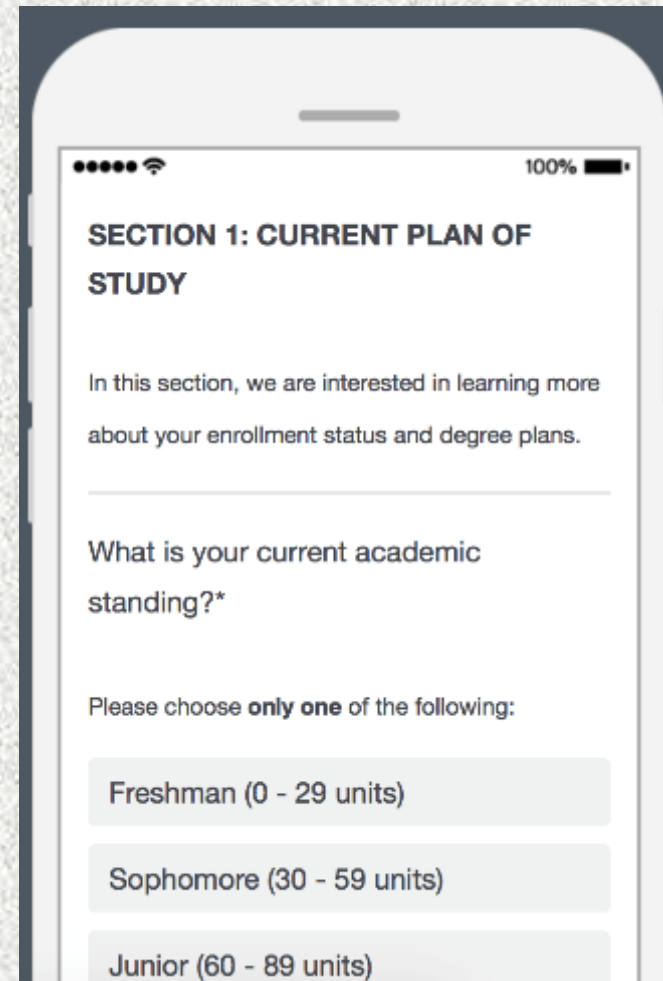 100%
SECTION 1: CURRENT PLAN OF
STUDY
In this section, we are interested in learning more
about your enrollment status and degree plans.
What is your current academic
standing?*
Please choose only one of the following:
Freshman (0 - 29 units)
Sophomore (30 - 59 units)
Junior (60 - 89 units)